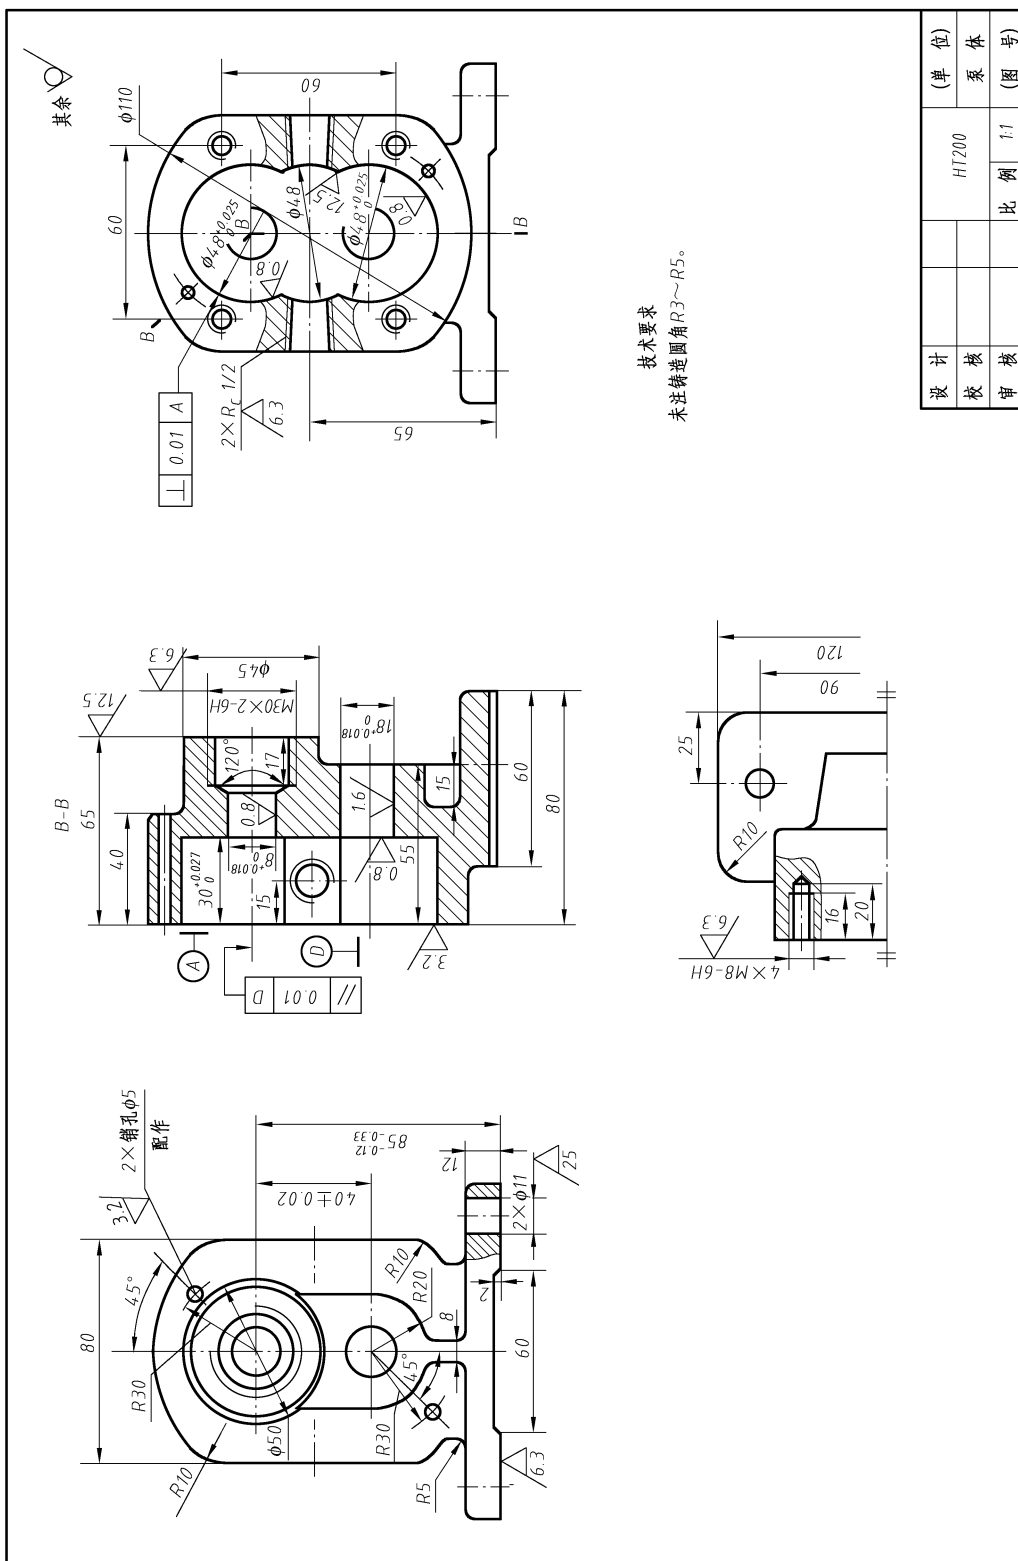 其余
φ110
60
60
φ48+0.025 0
φ48
12.5
φ48+0.025 0
0.8
0.8
B
B
B
⊥ 0.01 A
2×Rc 1/2
6.3
65
技术要求
未注铸造圆角R3～R5。
B-B
65
40
12.5
6.3
φ45
M30×2-6H
120°
17
0.8
8+0.018 0
30+0.027 0
15
18+0.018 0
1.6
0.8
55
15
60
80
3.2
A
D
// 0.01 D
2×销孔φ5
配作
3.2
45°
80
R30
R10
φ50
R30
R5
45°
R10
R20
8
60
2
6.3
2×φ11
25
12
40±0.02
85-0.12 -0.33
120
90
25
R10
16
20
6.3
4×M8-6H
设 计
校 核
审 核
比 例
1:1
HT200
(单 位)
泵 体
(图 号)